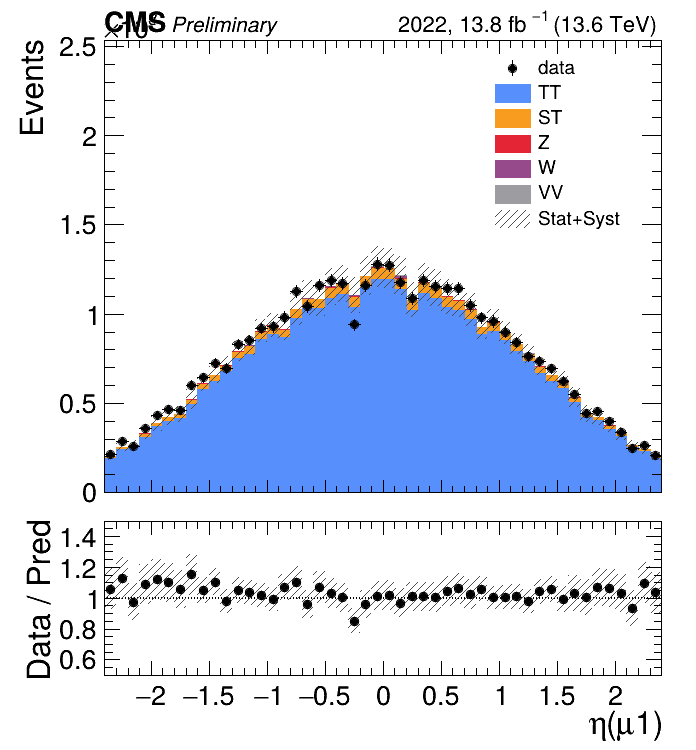 CMS Preliminary 2022, 13.8 fb⁻¹ (13.6 TeV)
Events
2.5
2
1.5
1
0.5
0
data
TT
ST
Z
W
VV
Stat+Syst
Data / Pred
1.4
1.2
1
0.8
0.6
−2 −1.5 −1 −0.5 0 0.5 1 1.5 2
η(μ1)